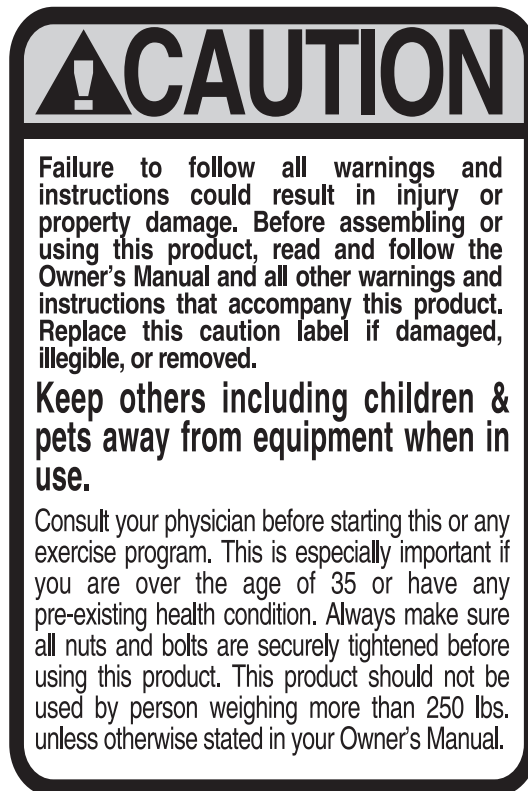 CAUTION
Failure to follow all warnings and
instructions could result in injury or
property damage. Before assembling or
using this product, read and follow the
Owner's Manual and all other warnings and
instructions that accompany this product.
Replace this caution label if damaged,
illegible, or removed.
Keep others including children &
pets away from equipment when in
use.
Consult your physician before starting this or any
exercise program. This is especially important if
you are over the age of 35 or have any
pre-existing health condition. Always make sure
all nuts and bolts are securely tightened before
using this product. This product should not be
used by person weighing more than 250 lbs.
unless otherwise stated in your Owner's Manual.